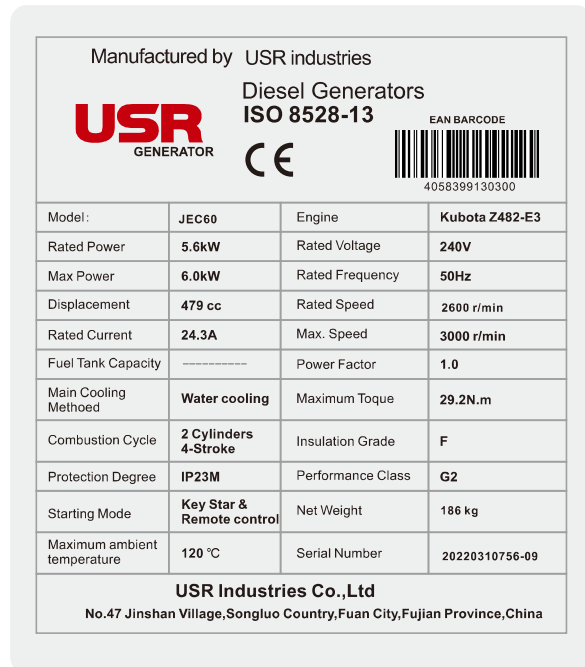 Manufactured by USR industries
Diesel Generators
USR
GENERATOR
ISO 8528-13
CE
EAN BARCODE
4058399130300
Model: JEC60 Engine Kubota Z482-E3
Rated Power 5.6kW Rated Voltage 240V
Max Power 6.0kW Rated Frequency 50Hz
Displacement 479 cc Rated Speed 2600 r/min
Rated Current 24.3A Max. Speed 3000 r/min
Fuel Tank Capacity ---------- Power Factor 1.0
Main Cooling
Methoed Water cooling Maximum Toque 29.2N.m
Combustion Cycle 2 Cylinders
4-Stroke Insulation Grade F
Protection Degree IP23M Performance Class G2
Starting Mode Key Star &
Remote control Net Weight 186 kg
Maximum ambient
temperature 120 ℃ Serial Number 20220310756-09
USR Industries Co.,Ltd
No.47 Jinshan Village,Songluo Country,Fuan City,Fujian Province,China